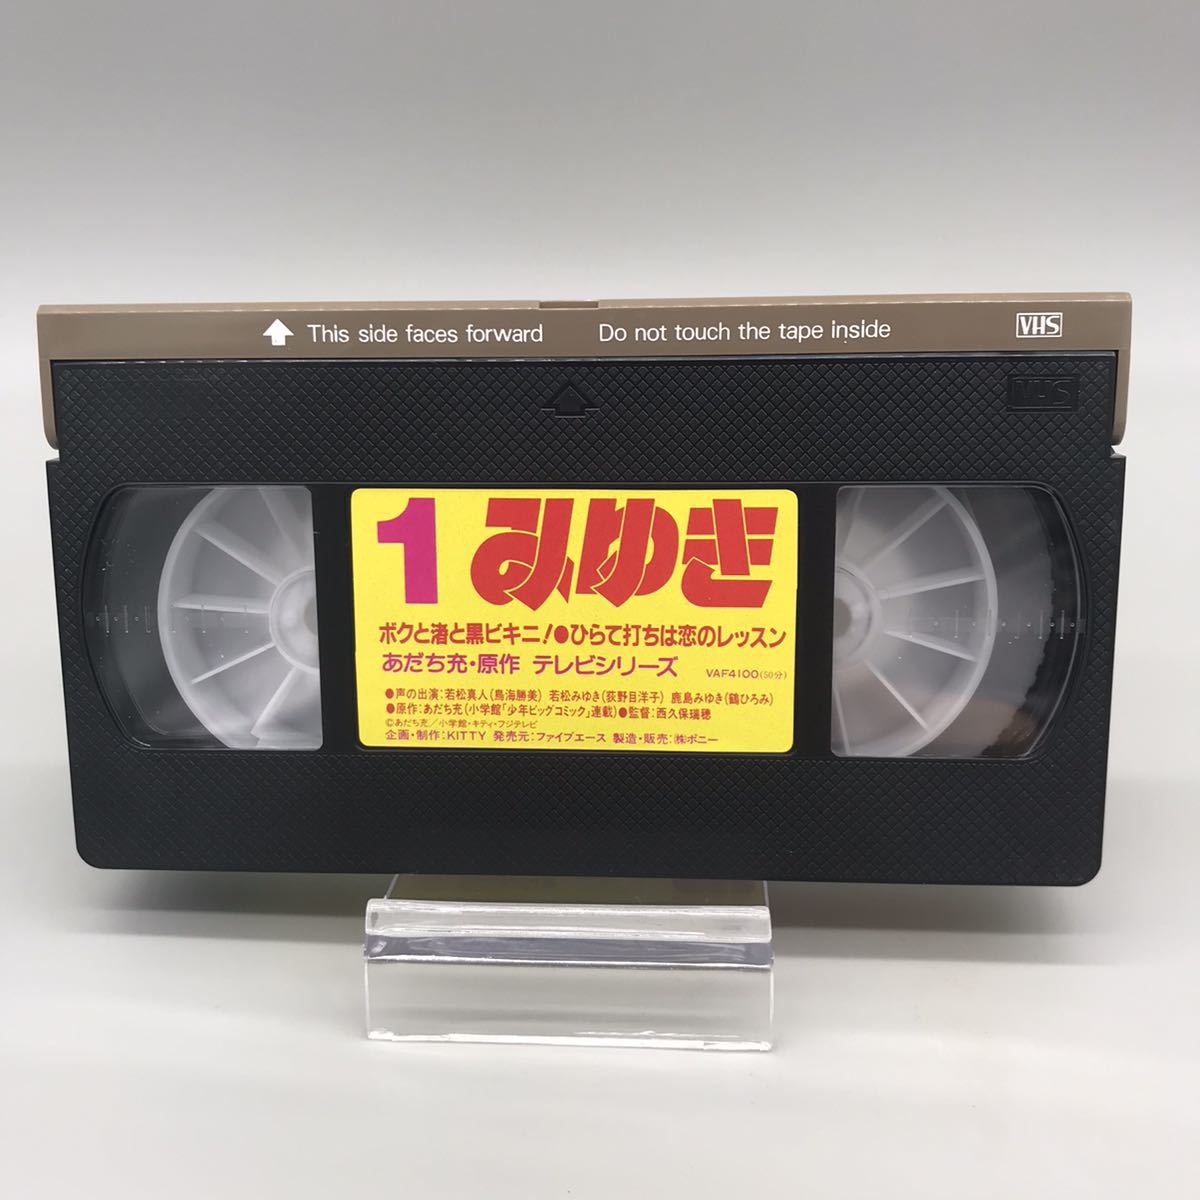 This side faces forward Do not touch the tape inside VHS
VHS
1 みゆき
ボクと渚と黒ビキニ!●ひらて打ちは恋のレッスン
あだち充・原作 テレビシリーズ VAF4100(50分)
●声の出演:若松真人(鳥海勝美) 若松みゆき(荻野目洋子) 鹿島みゆき(鶴ひろみ)
●原作:あだち充(小学館「少年ビッグコミック」連載)●監督:西久保瑞穂
©あだち充/小学館・キティ・フジテレビ
企画・制作:KITTY 発売元:ファイブエース 製造・販売:㈱ポニー